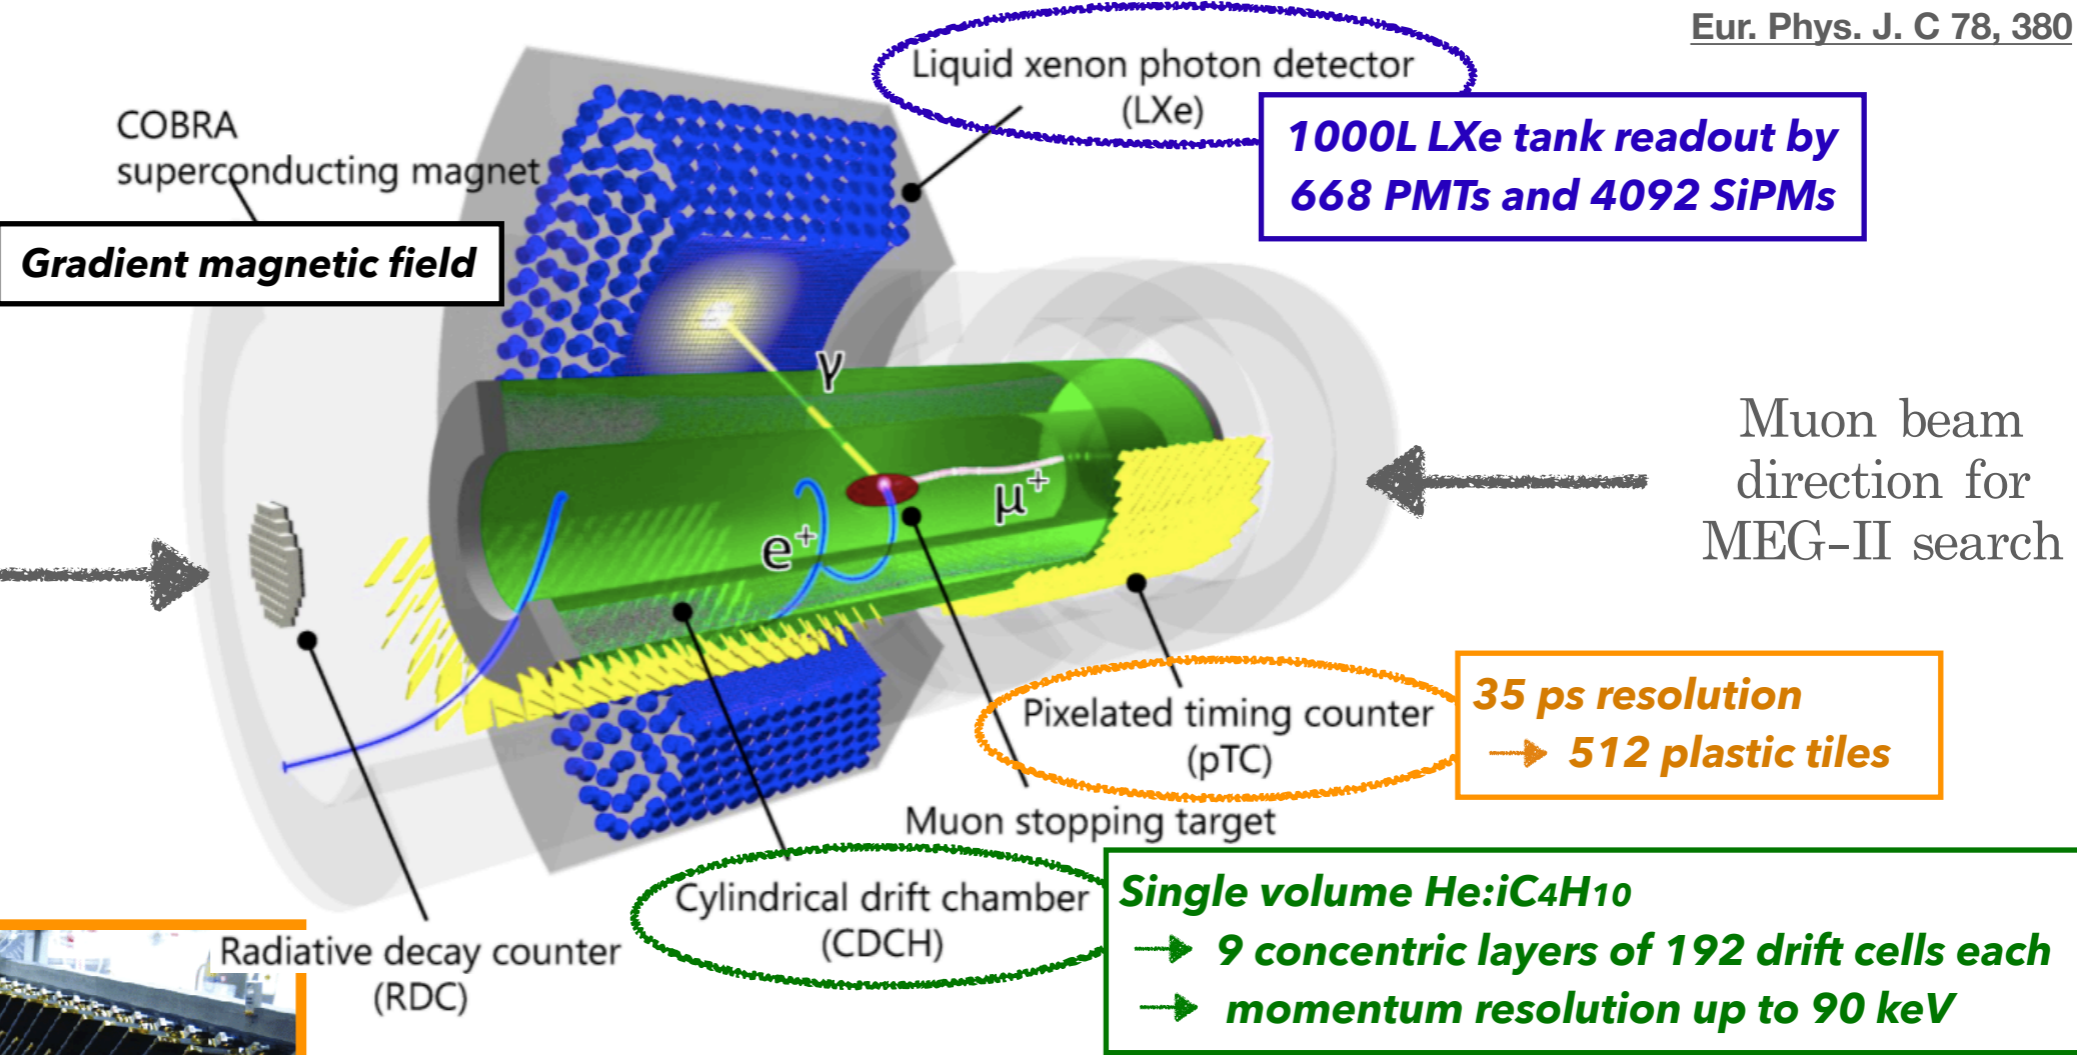 Eur. Phys. J. C 78, 380
Liquid xenon photon detector
(LXe)
1000L LXe tank readout by
668 PMTs and 4092 SiPMs
COBRA
superconducting magnet
Gradient magnetic field
γ
μ⁺
e⁺
Muon beam
direction for
MEG-II search
35 ps resolution
→ 512 plastic tiles
Pixelated timing counter
(pTC)
Muon stopping target
Cylindrical drift chamber
(CDCH)
Single volume He:iC4H10
→ 9 concentric layers of 192 drift cells each
→ momentum resolution up to 90 keV
Radiative decay counter
(RDC)